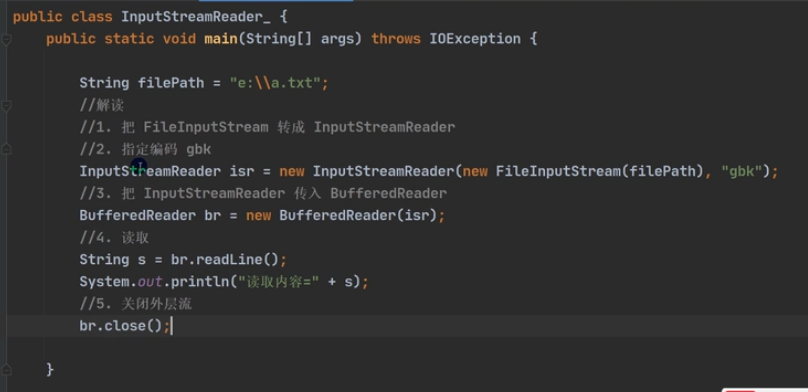 public class InputStreamReader_ {
public static void main(String[] args) throws IOException {
String filePath = "e:\\a.txt";
//解读
//1. 把 FileInputStream 转成 InputStreamReader
//2. 指定编码 gbk
InputStreamReader isr = new InputStreamReader(new FileInputStream(filePath), "gbk");
//3. 把 InputStreamReader 传入 BufferedReader
BufferedReader br = new BufferedReader(isr);
//4. 读取
String s = br.readLine();
System.out.println("读取内容=" + s);
//5. 关闭外层流
br.close();
}